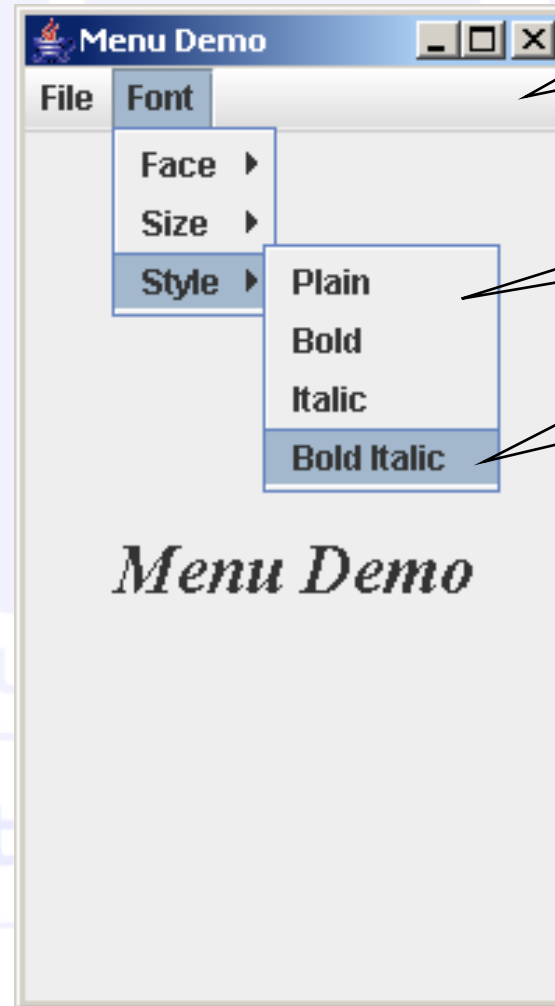 Menu Demo
File Font
Face
Size
Style Plain
Bold
Italic
Bold Italic
Menu Demo